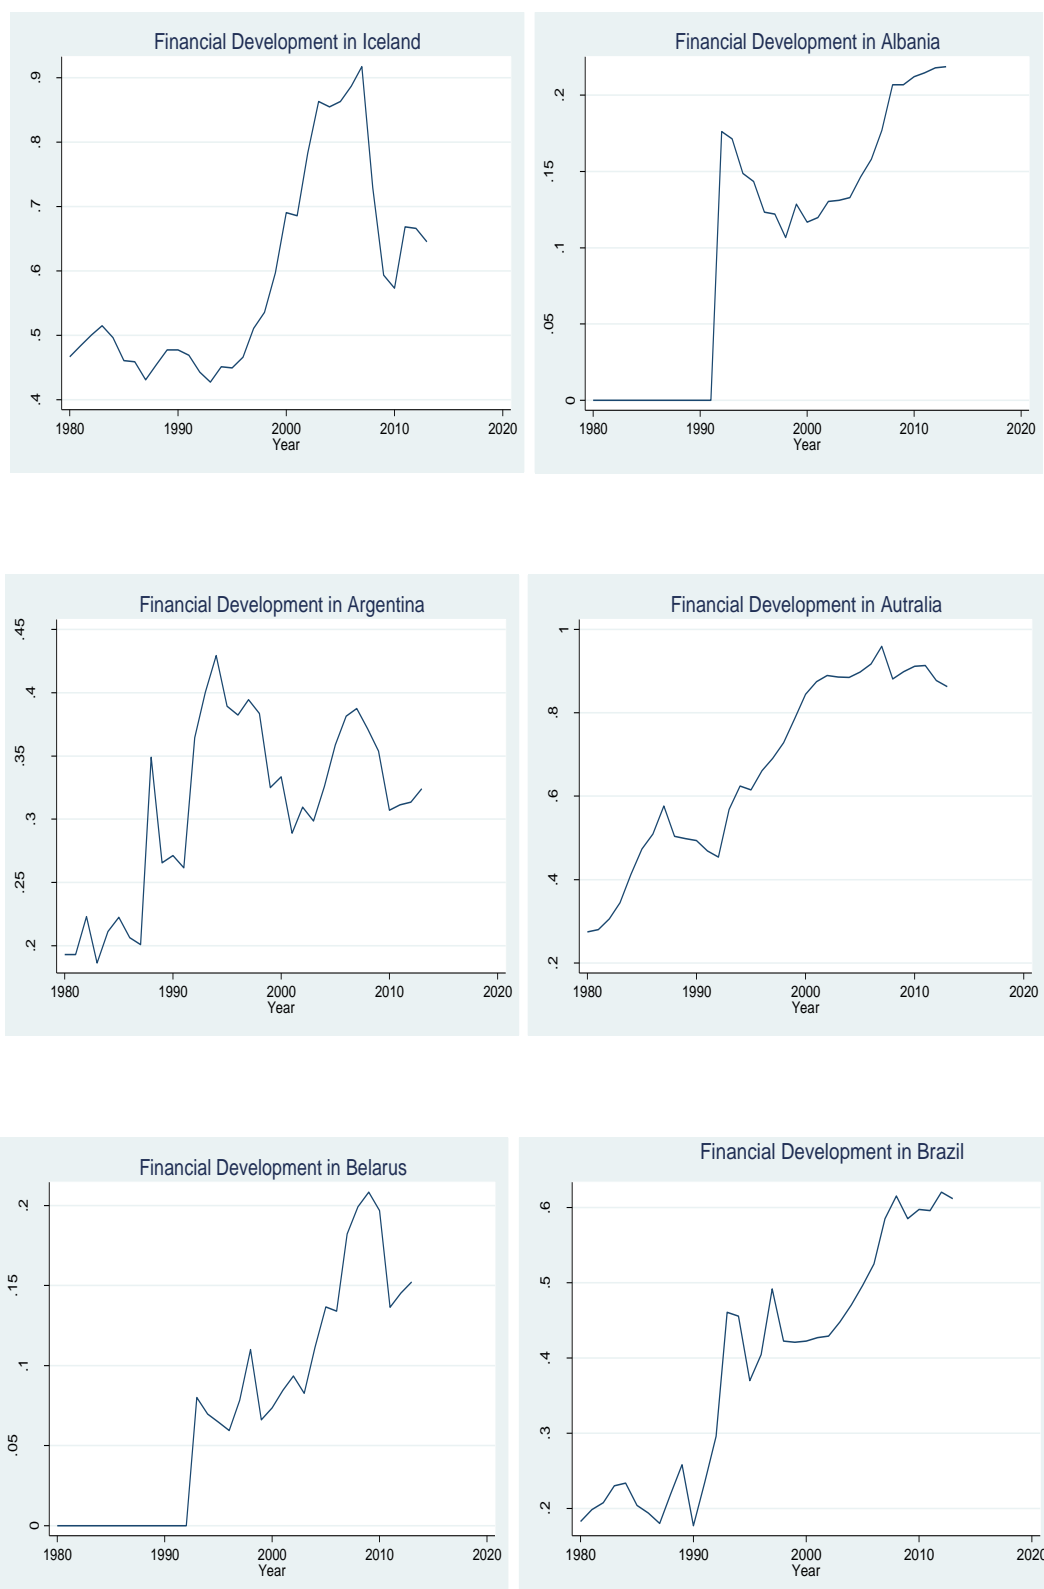 Financial Development in Iceland
.9
.8
.7
.6
.5
.4
1980 1990 2000 2010 2020
Year
Financial Development in Albania
.2
.15
.1
.05
0
1980 1990 2000 2010 2020
Year
Financial Development in Argentina
.45
.4
.35
.3
.25
.2
1980 1990 2000 2010 2020
Year
Financial Development in Autralia
1
.8
.6
.4
.2
1980 1990 2000 2010 2020
Year
Financial Development in Belarus
.2
.15
.1
.05
0
1980 1990 2000 2010 2020
Year
Financial Development in Brazil
.6
.5
.4
.3
.2
1980 1990 2000 2010 2020
Year